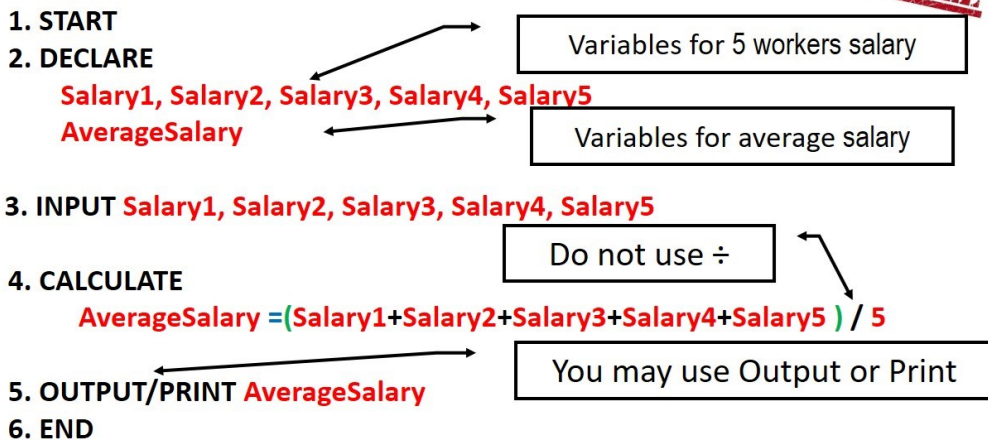 1. START
Variables for 5 workers salary
2. DECLARE
Salary1, Salary2, Salary3, Salary4, Salary5
AverageSalary
Variables for average salary
3. INPUT Salary1, Salary2, Salary3, Salary4, Salary5
Do not use ÷
4. CALCULATE
AverageSalary =(Salary1+Salary2+Salary3+Salary4+Salary5 ) / 5
You may use Output or Print
5. OUTPUT/PRINT AverageSalary
6. END